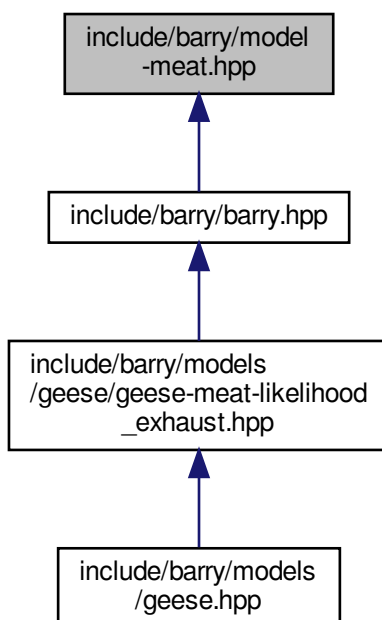 include/barry/model
-meat.hpp
include/barry/barry.hpp
include/barry/models
/geese/geese-meat-likelihood
_exhaust.hpp
include/barry/models
/geese.hpp